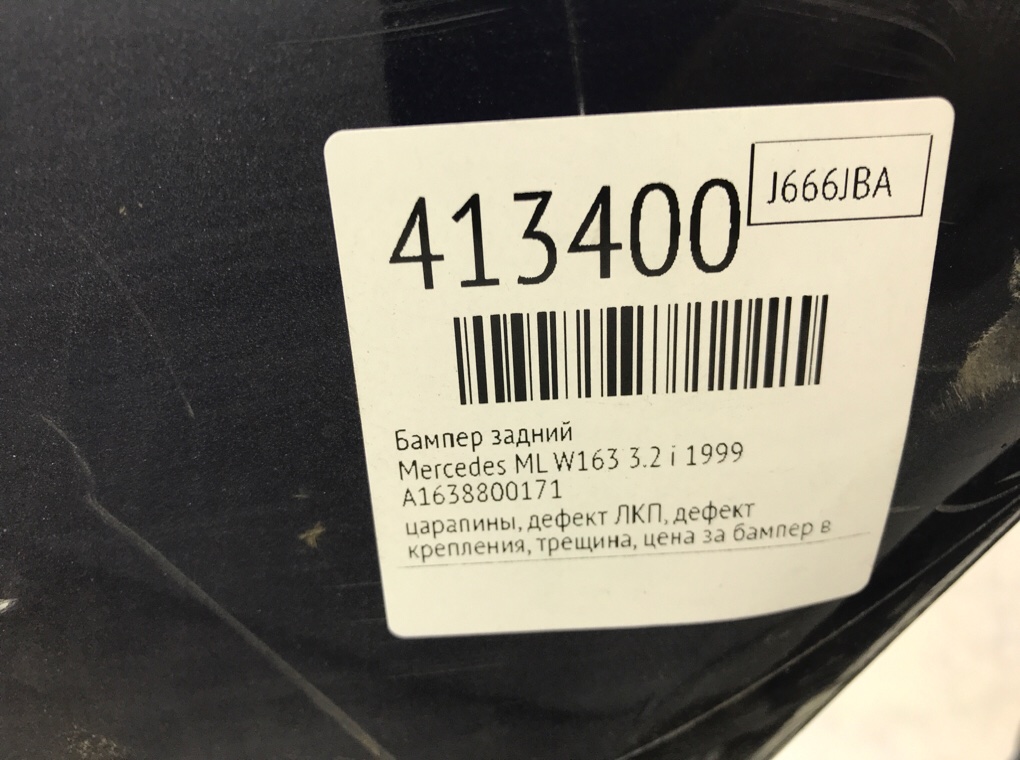 413400
J666JBA
Бампер задний
Mercedes ML W163 3.2 i 1999
A1638800171
царапины, дефект ЛКП, дефект
крепления, трещина, цена за бампер в